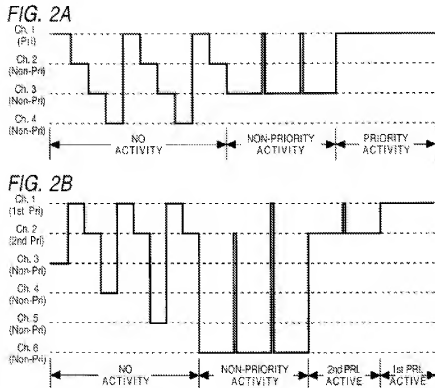 FIG. 2A
Ch. 1
(Pri)
Ch. 2
(Non-Pri)
Ch. 3
(Non-Pri)
Ch. 4
(Non-Pri)
NO
ACTIVITY
NON-PRIORITY
ACTIVITY
PRIORITY
ACTIVITY
FIG. 2B
Ch. 1
(1st Pri)
Ch. 2
(2nd Pri)
Ch. 3
(Non-Pri)
Ch. 4
(Non-Pri)
Ch. 5
(Non-Pri)
Ch. 6
(Non-Pri)
NO
ACTIVITY
NON-PRIORITY
ACTIVITY
2nd PRI.
ACTIVE
1st PRI.
ACTIVE